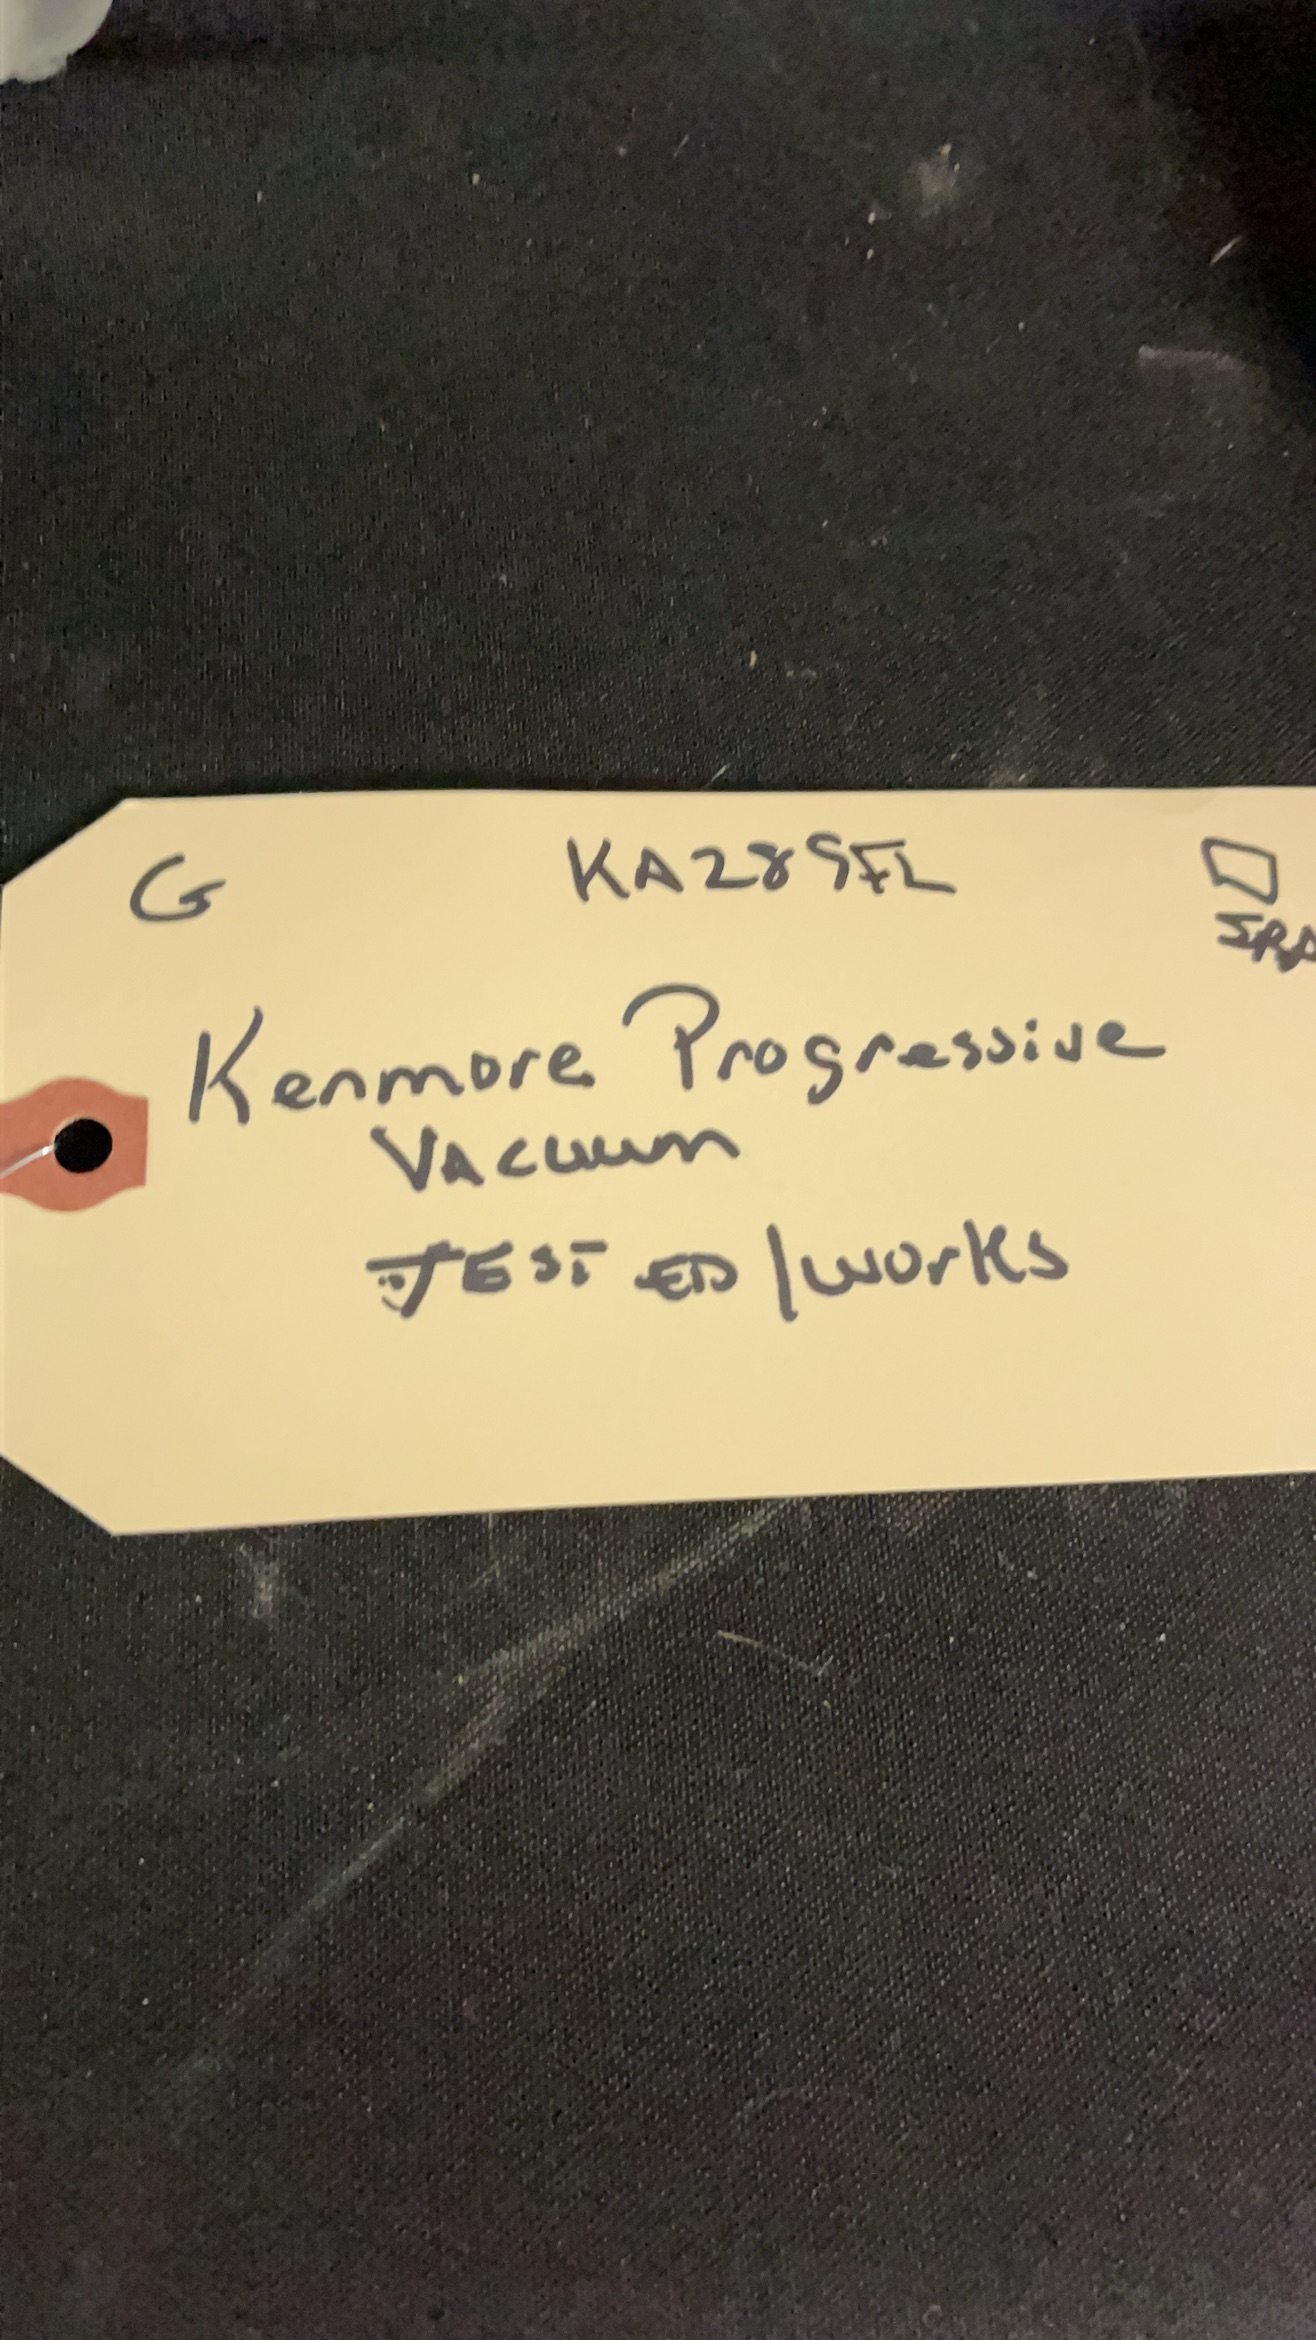 G KA289FL
Kenmore Progressive
Vacuum
TESTED/works